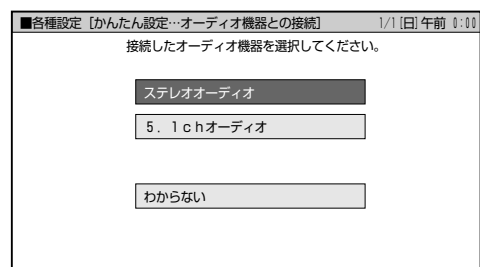 ■各種設定［かんたん設定…オーディオ機器との接続］ 1/1[日]午前 0:00
接続したオーディオ機器を選択してください。
ステレオオーディオ
５．１ｃｈオーディオ
わからない